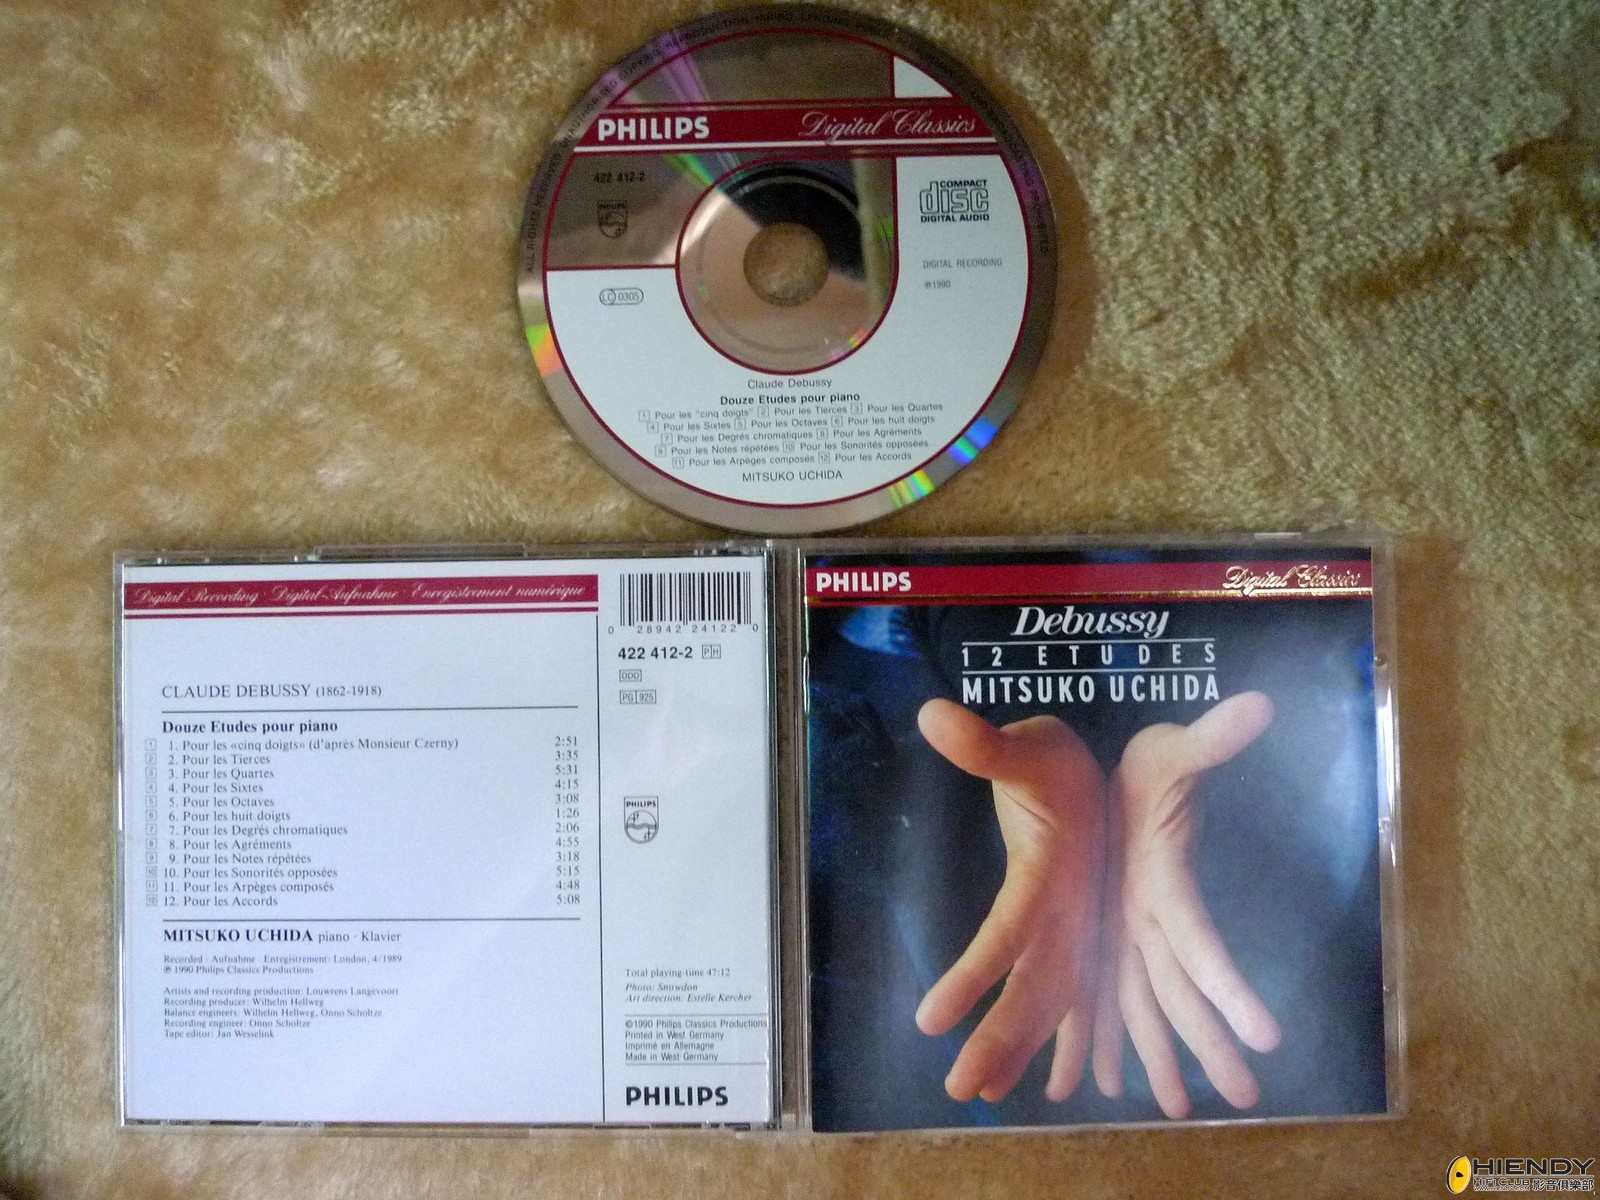 ALL RIGHTS RESERVED
PHILIPS
Digital Classics
422 412-2
PHILIPS
COMPACT
disc
DIGITAL AUDIO
DIGITAL RECORDING
℗1990
LC 0305
Claude Debussy
Douze Etudes pour piano
1 Pour les "cinq doigts" 2 Pour les Tierces 3 Pour les Quartes
4 Pour les Sixtes 5 Pour les Octaves 6 Pour les huit doigts
7 Pour les Degrés chromatiques 8 Pour les Agréments
9 Pour les Notes répétées 10 Pour les Sonorités opposées
11 Pour les Arpèges composés 12 Pour les Accords
MITSUKO UCHIDA
Digital Recording · Digital-Aufnahme · Enregistrement numérique
CLAUDE DEBUSSY (1862-1918)
Douze Etudes pour piano
1 1. Pour les «cinq doigts» (d'après Monsieur Czerny) 2:51
2 2. Pour les Tierces 3:35
3 3. Pour les Quartes 5:31
4 4. Pour les Sixtes 4:15
5 5. Pour les Octaves 3:08
6 6. Pour les huit doigts 1:26
7 7. Pour les Degrés chromatiques 2:06
8 8. Pour les Agréments 4:55
9 9. Pour les Notes répétées 3:18
10 10. Pour les Sonorités opposées 5:15
11 11. Pour les Arpèges composés 4:48
12 12. Pour les Accords 5:08
MITSUKO UCHIDA piano · Klavier
Recorded · Aufnahme · Enregistrement: London, 4/1989
℗ 1990 Philips Classics Productions
Artists and recording production: Louwrens Langevoort
Recording producer: Wilhelm Hellweg
Balance engineers: Wilhelm Hellweg, Onno Scholtze
Recording engineer: Onno Scholtze
Tape editor: Jan Wesselink
0 28942 24122 0
422 412-2 PH
DDD
PG 925
PHILIPS
Total playing-time 47:12
Photo: Snowdon
Art direction: Estelle Kercher
©1990 Philips Classics Productions
Printed in West Germany
Imprimé en Allemagne
Made in West Germany
PHILIPS
PHILIPS
Digital Classics
Debussy
12 ETUDES
MITSUKO UCHIDA
HIENDY
HI FI CLUB 影音俱樂部